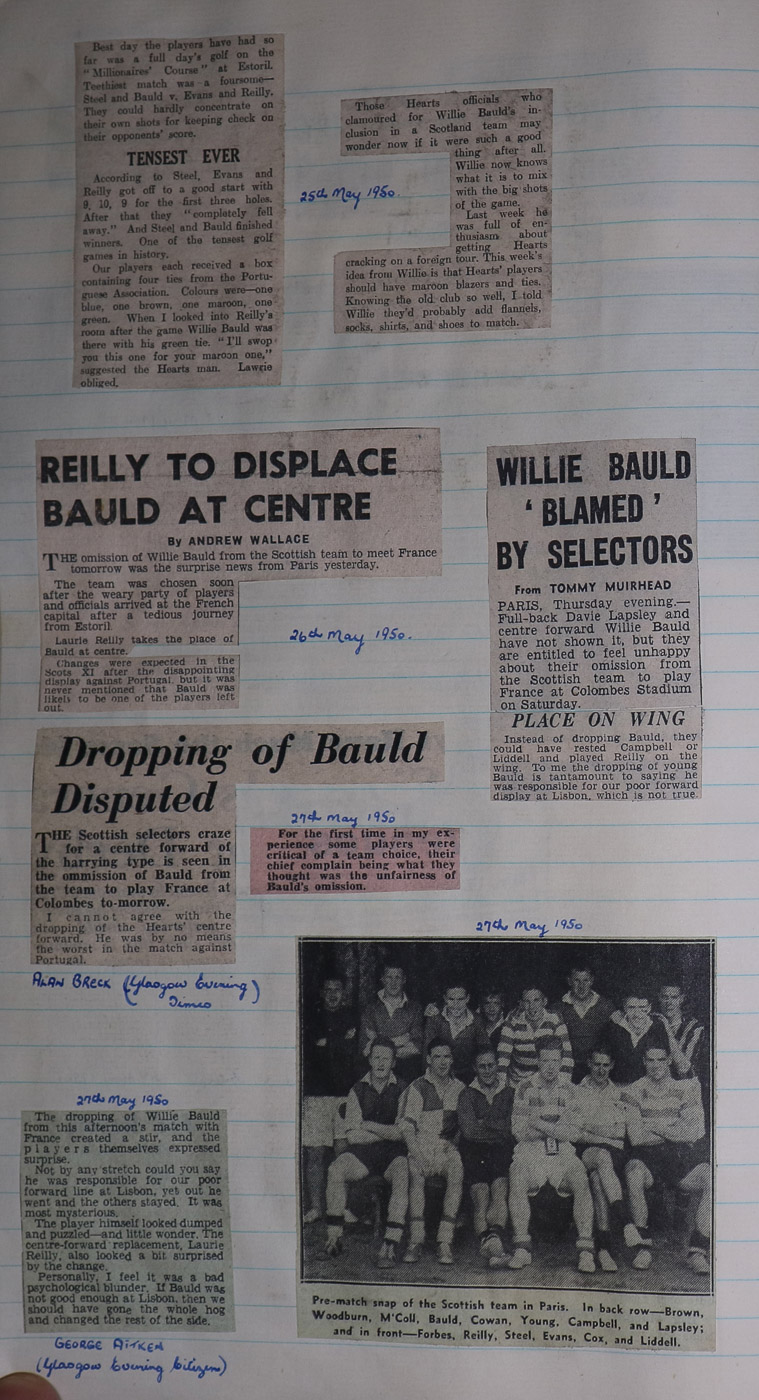 Best day the players have had so
far was a full day's golf on the
"Millionaires' Course" at Estoril.
Teethiest match was a foursome—
Steel and Bauld v. Evans and Reilly.
They could hardly concentrate on
their own shots for keeping check on
their opponents' score.
TENSEST EVER
According to Steel, Evans and
Reilly got off to a good start with
9, 10, 9 for the first three holes.
After that they "completely fell
away." And Steel and Bauld finished
winners. One of the tensest golf
games in history.
Our players each received a box
containing four ties from the Portu-
guese Association. Colours were—one
blue, one brown, one maroon, one
green. When I looked into Reilly's
room after the game Willie Bauld was
there with his green tie. "I'll swop
you this one for your maroon one,"
suggested the Hearts man. Lawrie
obliged.
25th May 1950.
Those Hearts officials who
clamoured for Willie Bauld's in-
clusion in a Scotland team may
wonder now if it were such a good
thing after all.
Willie now knows
what it is to mix
with the big shots
of the game.
Last week he
was full of en-
thusiasm about
getting Hearts
cracking on a foreign tour. This week's
idea from Willie is that Hearts' players
should have maroon blazers and ties.
Knowing the old club so well, I told
Willie they'd probably add flannels,
socks, shirts, and shoes to match.
REILLY TO DISPLACE
BAULD AT CENTRE
By ANDREW WALLACE
THE omission of Willie Bauld from the Scottish team to meet France
tomorrow was the surprise news from Paris yesterday.
The team was chosen soon
after the weary party of players
and officials arrived at the French
capital after a tedious journey
from Estoril.
Laurie Reilly takes the place of
Bauld at centre.
Changes were expected in the
Scots XI after the disappointing
display against Portugal, but it was
never mentioned that Bauld was
likely to be one of the players left
out.
26th May 1950.
WILLIE BAULD
'BLAMED'
BY SELECTORS
From TOMMY MUIRHEAD
PARIS, Thursday evening.—
Full-back Davie Lapsley and
centre forward Willie Bauld
have not shown it, but they
are entitled to feel unhappy
about their omission from
the Scottish team to play
France at Colombes Stadium
on Saturday.
PLACE ON WING
Instead of dropping Bauld, they
could have rested Campbell or
Liddell and played Reilly on the
wing. To me the dropping of young
Bauld is tantamount to saying he
was responsible for our poor forward
display at Lisbon, which is not true.
Dropping of Bauld
Disputed
THE Scottish selectors craze
for a centre forward of
the harrying type is seen in
the ommission of Bauld from
the team to play France at
Colombes to-morrow.
I cannot agree with the
dropping of the Hearts' centre
forward. He was by no means
the worst in the match against
Portugal.
ALAN BRECK (Glasgow Evening)
Times
27th May 1950
For the first time in my ex-
perience some players were
critical of a team choice, their
chief complain being what they
thought was the unfairness of
Bauld's omission.
27th May 1950
The dropping of Willie Bauld
from this afternoon's match with
France created a stir, and the
players themselves expressed
surprise.
Not by any stretch could you say
he was responsible for our poor
forward line at Lisbon, yet out he
went and the others stayed. It was
most mysterious.
The player himself looked dumped
and puzzled—and little wonder. The
centre-forward replacement, Laurie
Reilly, also looked a bit surprised
by the change.
Personally, I feel it was a bad
psychological blunder. If Bauld was
not good enough at Lisbon, then we
should have gone the whole hog
and changed the rest of the side.
GEORGE AITKEN
(Glasgow Evening Citizen)
27th May 1950
Pre-match snap of the Scottish team in Paris. In back row—Brown,
Woodburn, M'Coll, Bauld, Cowan, Young, Campbell, and Lapsley;
and in front—Forbes, Reilly, Steel, Evans, Cox, and Liddell.